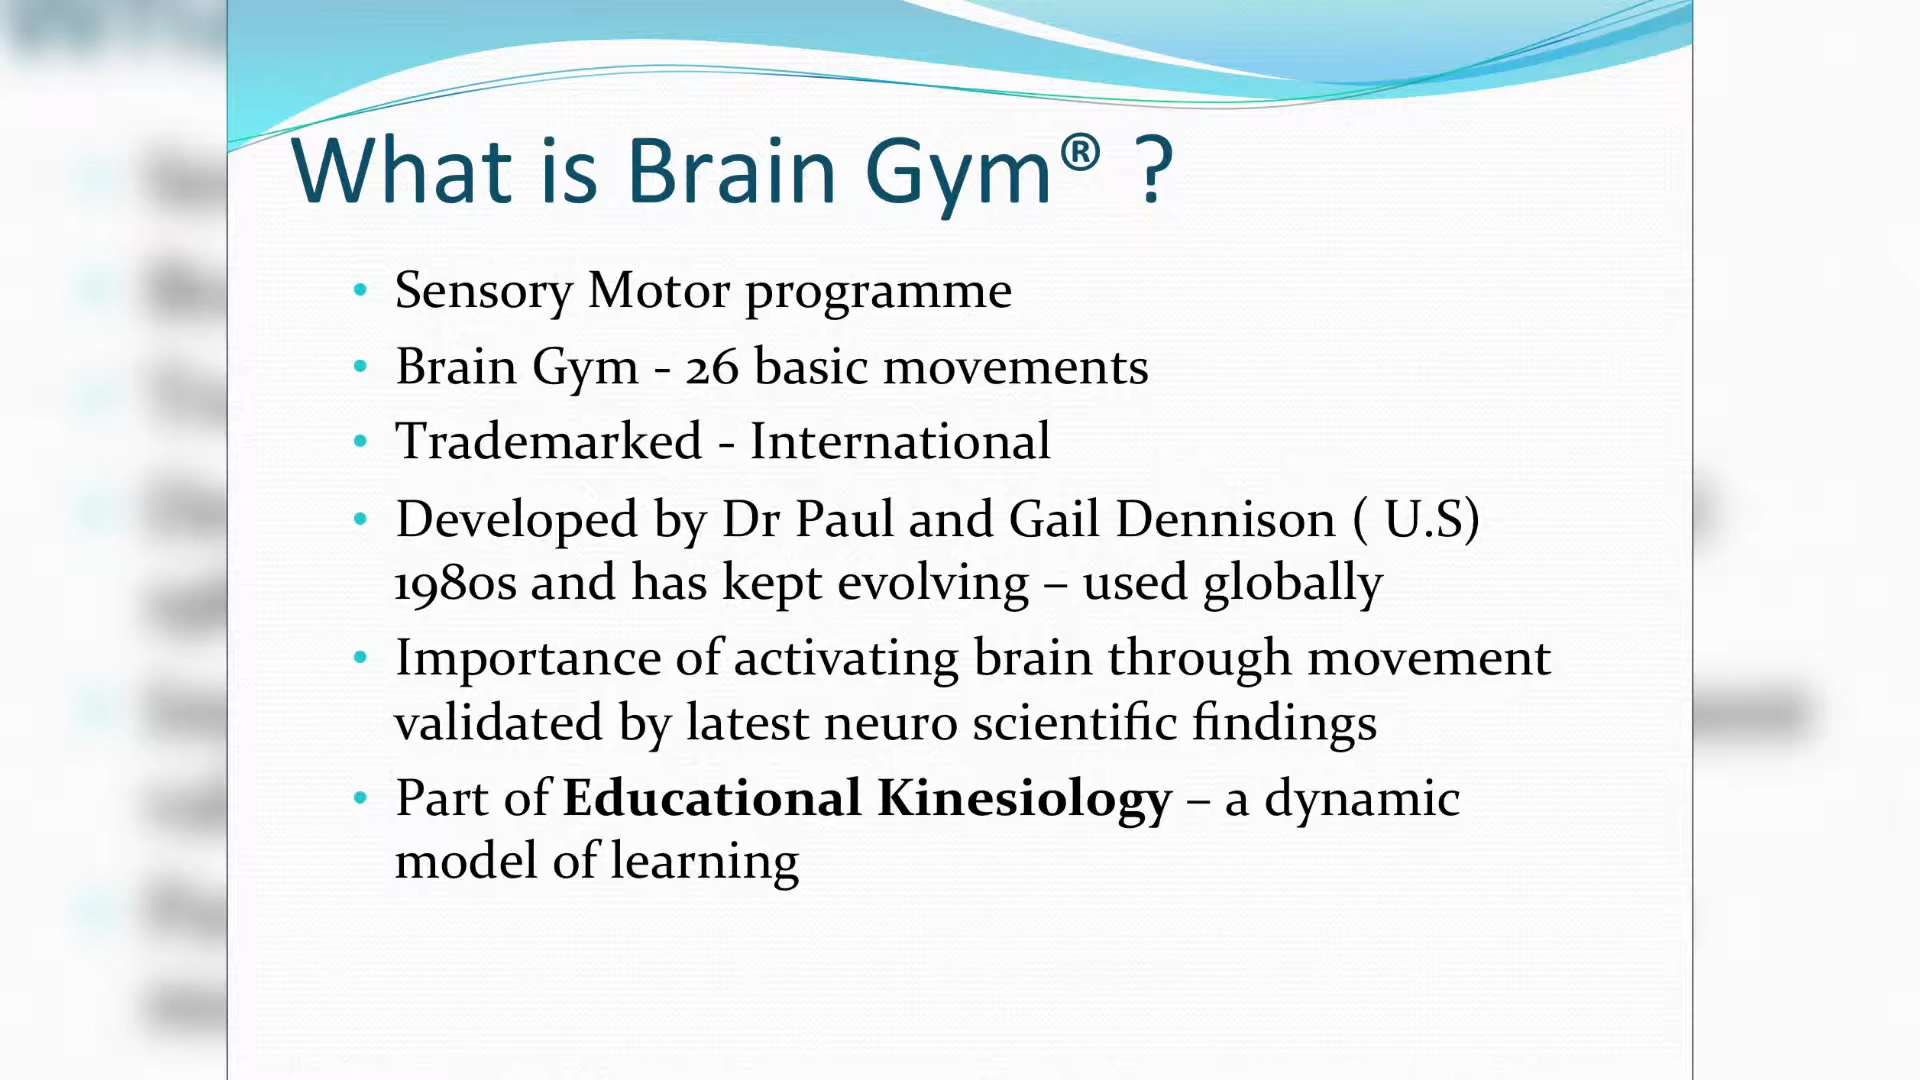 What is Brain Gym® ?
• Sensory Motor programme
• Brain Gym - 26 basic movements
• Trademarked - International
• Developed by Dr Paul and Gail Dennison ( U.S)
1980s and has kept evolving – used globally
• Importance of activating brain through movement
validated by latest neuro scientific findings
• Part of Educational Kinesiology – a dynamic
model of learning